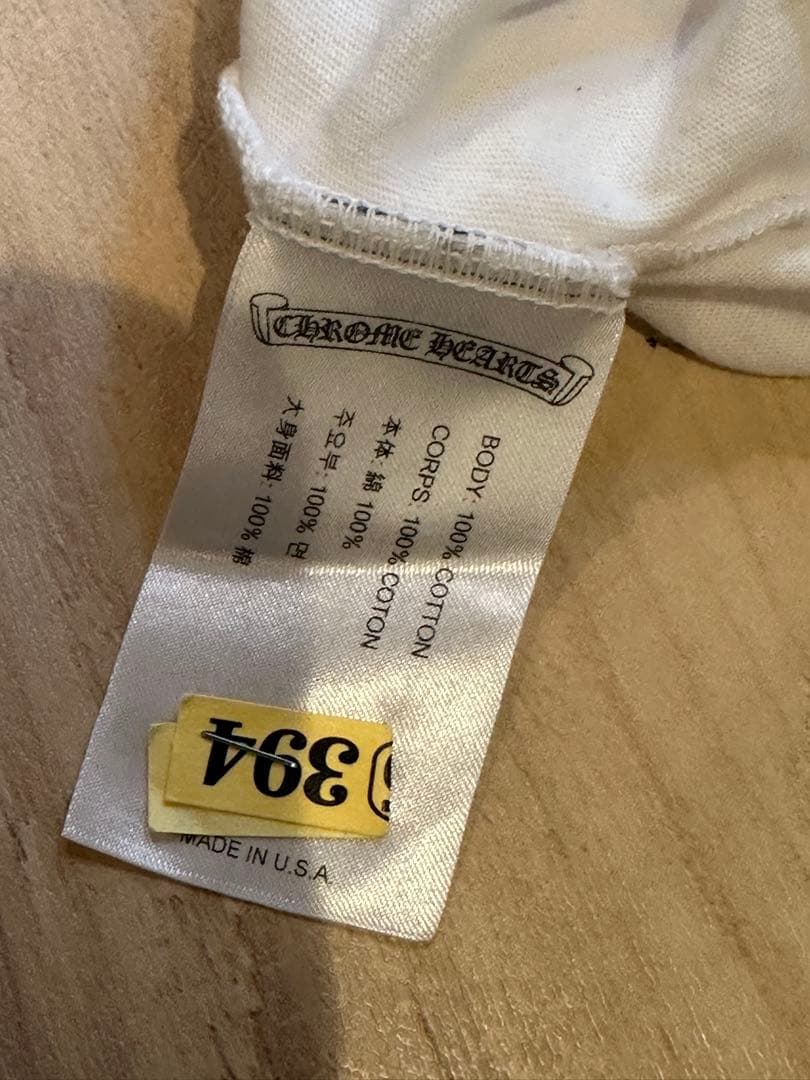 CHROME HEARTS
BODY: 100% COTTON
CORPS: 100% COTON
本体: 綿 100%
주요부: 100% 면
大身面料: 100% 棉
394
MADE IN U.S.A.